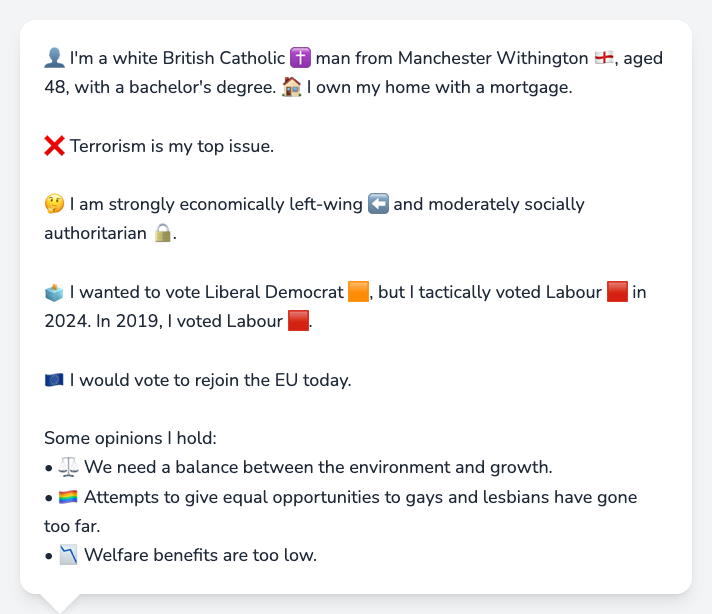 👤 I'm a white British Catholic ✝️ man from Manchester Withington 🏴󠁧󠁢󠁥󠁮󠁧󠁿, aged
48, with a bachelor's degree. 🏠 I own my home with a mortgage.
❌ Terrorism is my top issue.
🤔 I am strongly economically left-wing ⬅️ and moderately socially
authoritarian 🔒.
🗳️ I wanted to vote Liberal Democrat 🟧, but I tactically voted Labour 🟥 in
2024. In 2019, I voted Labour 🟥.
🇪🇺 I would vote to rejoin the EU today.
Some opinions I hold:
• ⚖️ We need a balance between the environment and growth.
• 🏳️‍🌈 Attempts to give equal opportunities to gays and lesbians have gone
too far.
• 📉 Welfare benefits are too low.